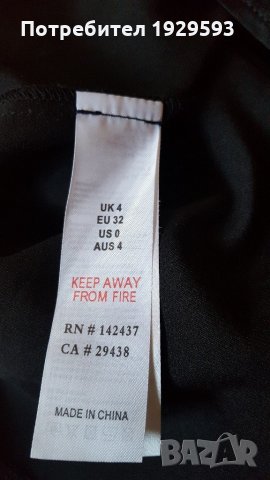 Потребител 1929593
UK 4
EU 32
US 0
AUS 4
KEEP AWAY
FROM FIRE
RN # 142437
CA # 29438
MADE IN CHINA
BAZAR